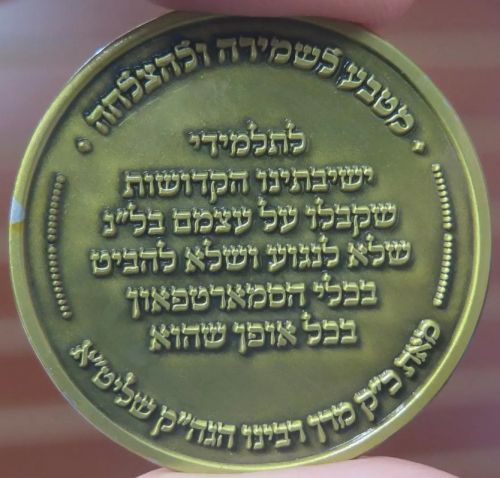 מטבע לשמירה ולהצלחה
לתלמידי
ישיבתינו הקדושות
שקבלו על עצמם בל״נ
שלא לנגוע ושלא להביט
בכלי הסמארטפאון
בכל אופן שהוא
מאת כ״ק מרן רבינו הגה״ק שליט״א